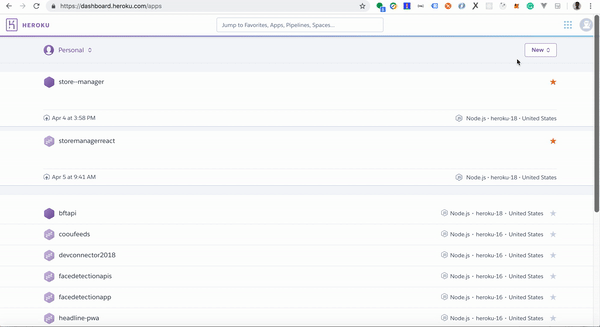 https://dashboard.heroku.com/apps
HEROKU
Jump to Favorites, Apps, Pipelines, Spaces...
Personal
New
store--manager
Apr 4 at 3:58 PM
Node.js • heroku-18 • United States
storemanagerreact
Apr 5 at 9:41 AM
Node.js • heroku-18 • United States
bftapi
Node.js • heroku-18 • United States
cooufeeds
Node.js • heroku-16 • United States
devconnector2018
Node.js • heroku-16 • United States
facedetectionapis
Node.js • heroku-16 • United States
facedetectionapp
Node.js • heroku-16 • United States
headline-pwa
Node.js • heroku-16 • United States